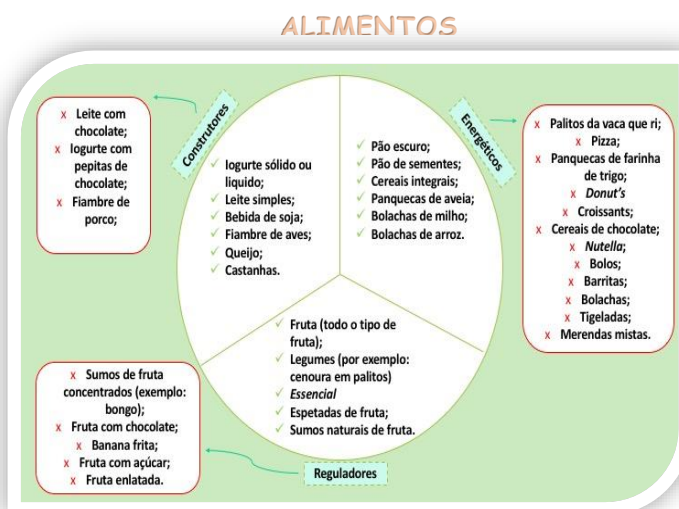 ALIMENTOS
Construtores
x Leite com
chocolate;
x Iogurte com
pepitas de
chocolate;
x Fiambre de
porco;
✓ Iogurte sólido ou
liquido;
✓ Leite simples;
✓ Bebida de soja;
✓ Fiambre de aves;
✓ Queijo;
✓ Castanhas.
Energéticos
✓ Pão escuro;
✓ Pão de sementes;
✓ Cereais integrais;
✓ Panquecas de aveia;
✓ Bolachas de milho;
✓ Bolachas de arroz.
x Palitos da vaca que ri;
x Pizza;
x Panquecas de farinha
de trigo;
x Donut's
x Croissants;
x Cereais de chocolate;
x Nutella;
x Bolos;
x Barritas;
x Bolachas;
x Tigeladas;
x Merendas mistas.
✓ Fruta (todo o tipo de
fruta);
✓ Legumes (por exemplo:
cenoura em palitos)
✓ Essencial
✓ Espetadas de fruta;
✓ Sumos naturais de fruta.
Reguladores
x Sumos de fruta
concentrados (exemplo:
bongo);
x Fruta com chocolate;
x Banana frita;
x Fruta com açúcar;
x Fruta enlatada.